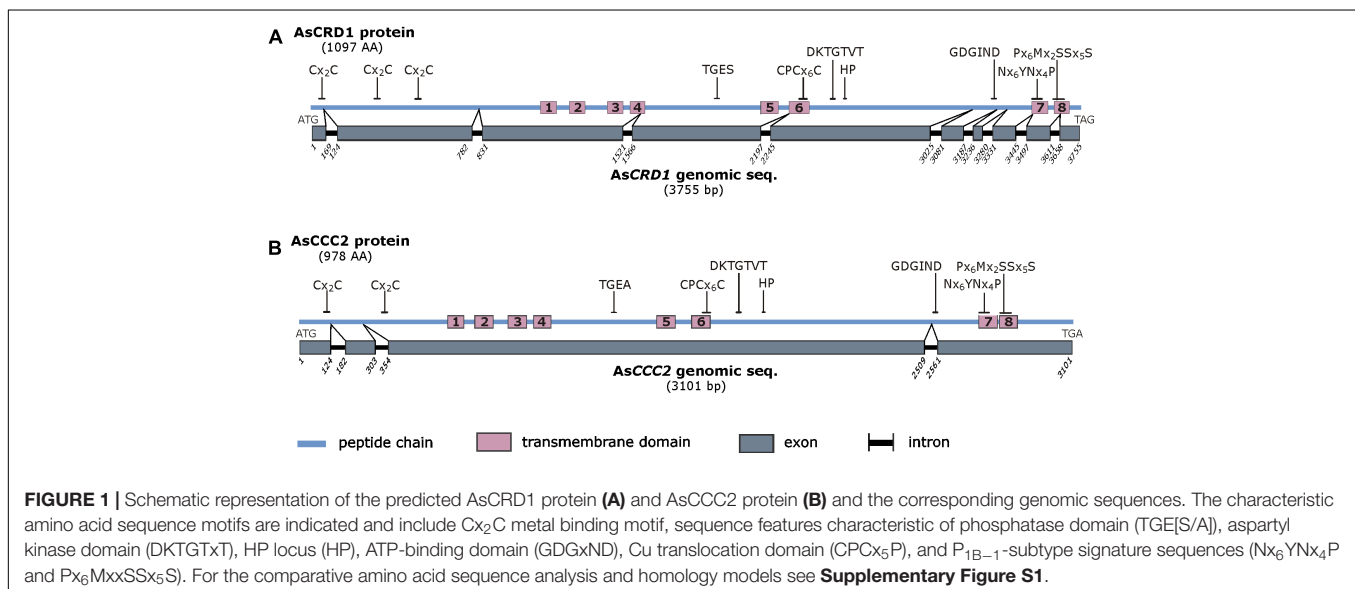 A AsCRD1 protein
(1097 AA)
Cx₂C Cx₂C Cx₂C TGES CPCx₆C DKTGTVT HP GDGIND Nx₆YNx₄P Px₆Mx₂SSx₅S
1 2 3 4 5 6 7 8
ATG TAG
1 169 124 782 831 1521 1566 2197 2245 3025 3081 3187 3236 3280 3331 3445 3497 3611 3658 3755
AsCRD1 genomic seq.
(3755 bp)
B AsCCC2 protein
(978 AA)
Cx₂C Cx₂C TGEA CPCx₆C DKTGTVT HP GDGIND Nx₆YNx₄P Px₆Mx₂SSx₅S
1 2 3 4 5 6 7 8
ATG TGA
1 124 182 303 354 2509 2561 3101
AsCCC2 genomic seq.
(3101 bp)
peptide chain transmembrane domain exon intron
FIGURE 1 | Schematic representation of the predicted AsCRD1 protein (A) and AsCCC2 protein (B) and the corresponding genomic sequences. The characteristic
amino acid sequence motifs are indicated and include Cx₂C metal binding motif, sequence features characteristic of phosphatase domain (TGE[S/A]), aspartyl
kinase domain (DKTGTxT), HP locus (HP), ATP-binding domain (GDGxND), Cu translocation domain (CPCx₅P), and P₁B−₁-subtype signature sequences (Nx₆YNx₄P
and Px₆MxxSSx₅S). For the comparative amino acid sequence analysis and homology models see Supplementary Figure S1.